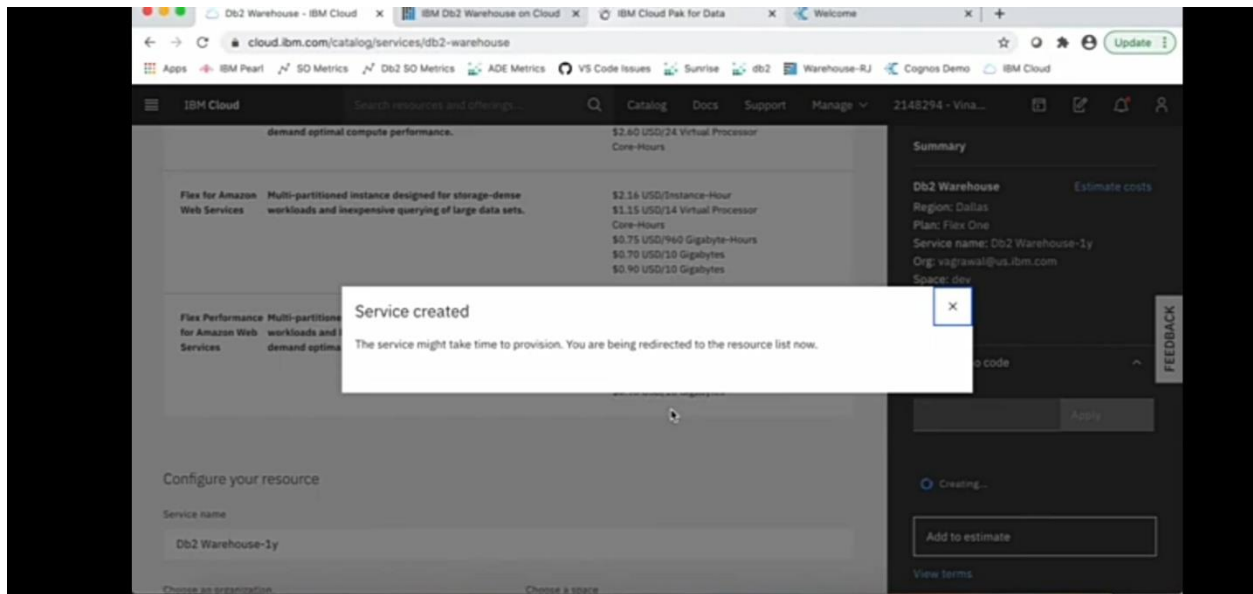 Db2 Warehouse - IBM Cloud
IBM Db2 Warehouse on Cloud
IBM Cloud Pak for Data
Welcome
cloud.ibm.com/catalog/services/db2-warehouse
Update
Apps
IBM Pearl
SO Metrics
Db2 SO Metrics
ADE Metrics
VS Code Issues
Sunrise
db2
Warehouse-RJ
Cognos Demo
IBM Cloud
IBM Cloud
Search resources and offerings...
Catalog
Docs
Support
Manage
2148294 - Vina...
demand optimal compute performance.
$2.60 USD/24 Virtual Processor
Core-Hours
Flex for Amazon
Web Services
Multi-partitioned instance designed for storage-dense
workloads and inexpensive querying of large data sets.
$2.16 USD/Instance-Hour
$1.15 USD/14 Virtual Processor
Core-Hours
$0.75 USD/960 Gigabyte-Hours
$0.70 USD/10 Gigabytes
$0.90 USD/10 Gigabytes
Flex Performance
for Amazon Web
Services
Multi-partitione
workloads and
demand optima
Service created
The service might take time to provision. You are being redirected to the resource list now.
Configure your resource
Service name
Db2 Warehouse-1y
Choose an organization
Choose a space
Summary
Db2 Warehouse
Estimate costs
Region: Dallas
Plan: Flex One
Service name: Db2 Warehouse-1y
Org: vagrawal@us.ibm.com
Space: dev
o code
Apply
Creating...
Add to estimate
View terms
FEEDBACK